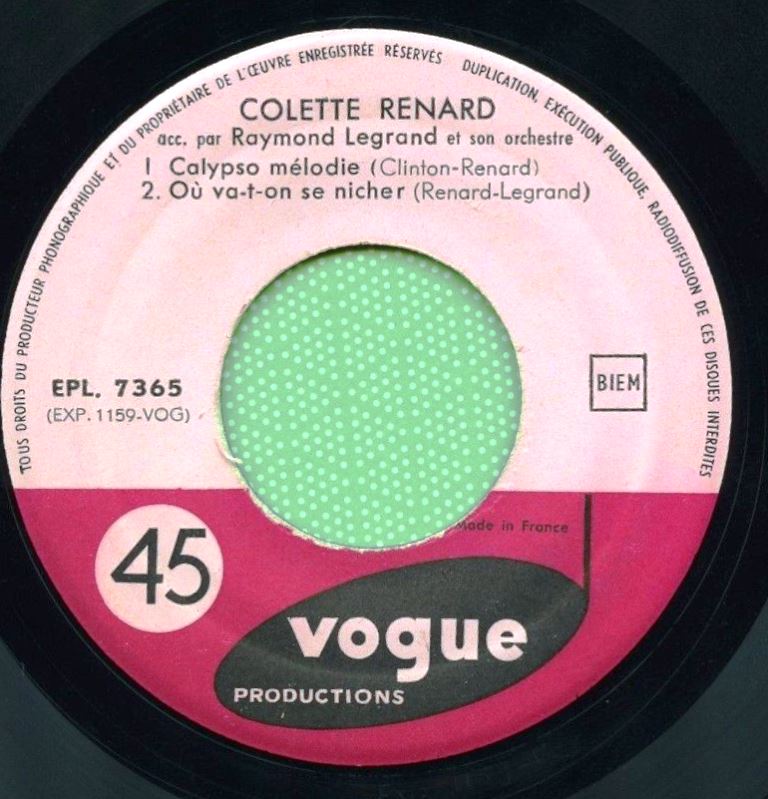 TOUS DROITS DU PRODUCTEUR PHONOGRAPHIQUE ET DU PROPRIÉTAIRE DE L'ŒUVRE ENREGISTRÉE RÉSERVÉS DUPLICATION, EXÉCUTION PUBLIQUE, RADIODIFFUSION DE CES DISQUES INTERDITES
COLETTE RENARD
acc. par Raymond Legrand et son orchestre
1 Calypso mélodie (Clinton-Renard)
2. Où va-t-on se nicher (Renard-Legrand)
EPL. 7365
(EXP. 1159-VOG)
BIEM
Made in France
45
vogue
PRODUCTIONS